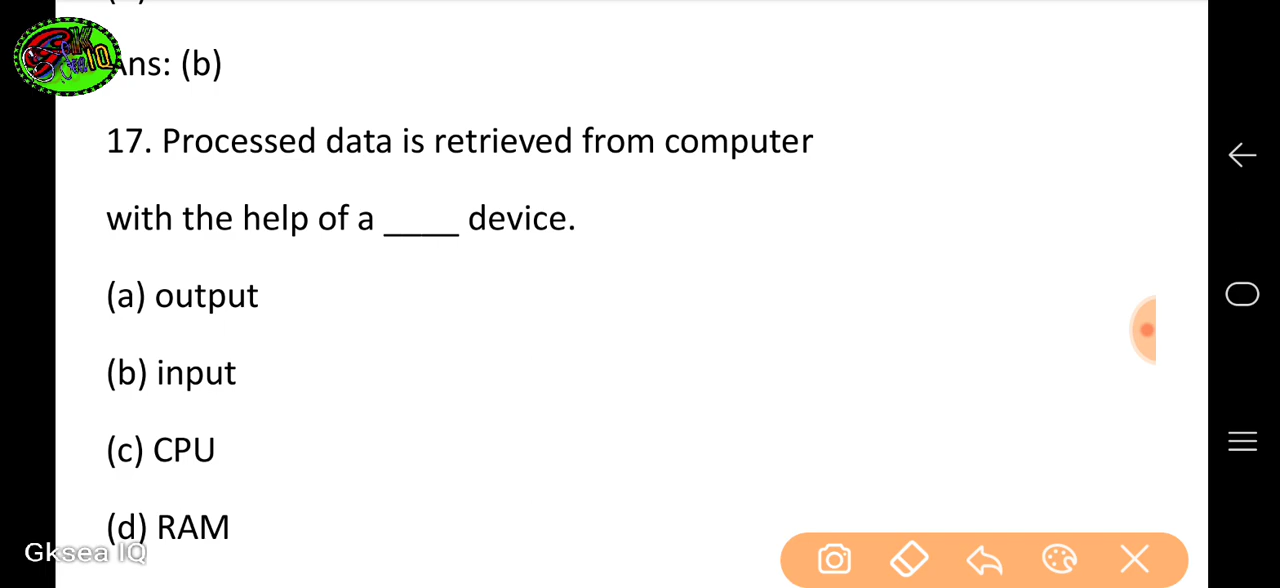 Ans: (b)
17. Processed data is retrieved from computer
with the help of a ____ device.
(a) output
(b) input
(c) CPU
(d) RAM
Gksea IQ